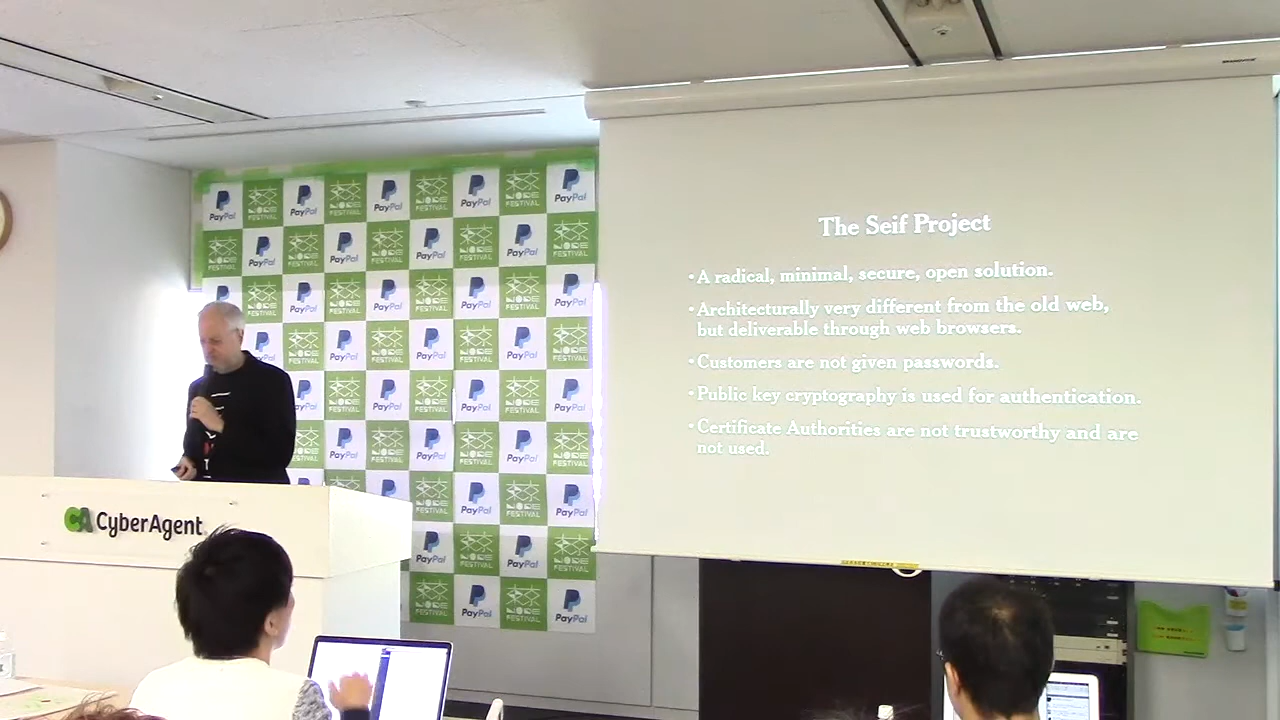 The Seif Project
•A radical, minimal, secure, open solution.
•Architecturally very different from the old web,
but deliverable through web browsers.
•Customers are not given passwords.
•Public key cryptography is used for authentication.
•Certificate Authorities are not trustworthy and are
not used.
PayPal
NODE
FESTIVAL
CA CyberAgent